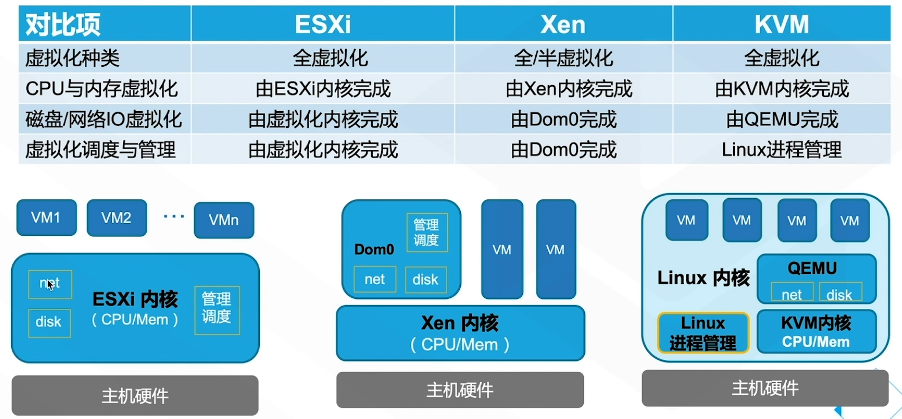 对比项 ESXi Xen KVM
虚拟化种类 全虚拟化 全/半虚拟化 全虚拟化
CPU与内存虚拟化 由ESXi内核完成 由Xen内核完成 由KVM内核完成
磁盘/网络IO虚拟化 由虚拟化内核完成 由Dom0完成 由QEMU完成
虚拟化调度与管理 由虚拟化内核完成 由Dom0完成 Linux进程管理
VM1 VM2 ··· VMn
net
disk
ESXi 内核
（CPU/Mem）
管理
调度
主机硬件
Dom0
管理
调度
net disk
VM VM
Xen 内核
（CPU/Mem）
主机硬件
VM VM VM VM
Linux 内核
QEMU
net disk
Linux
进程管理
KVM内核
CPU/Mem
主机硬件